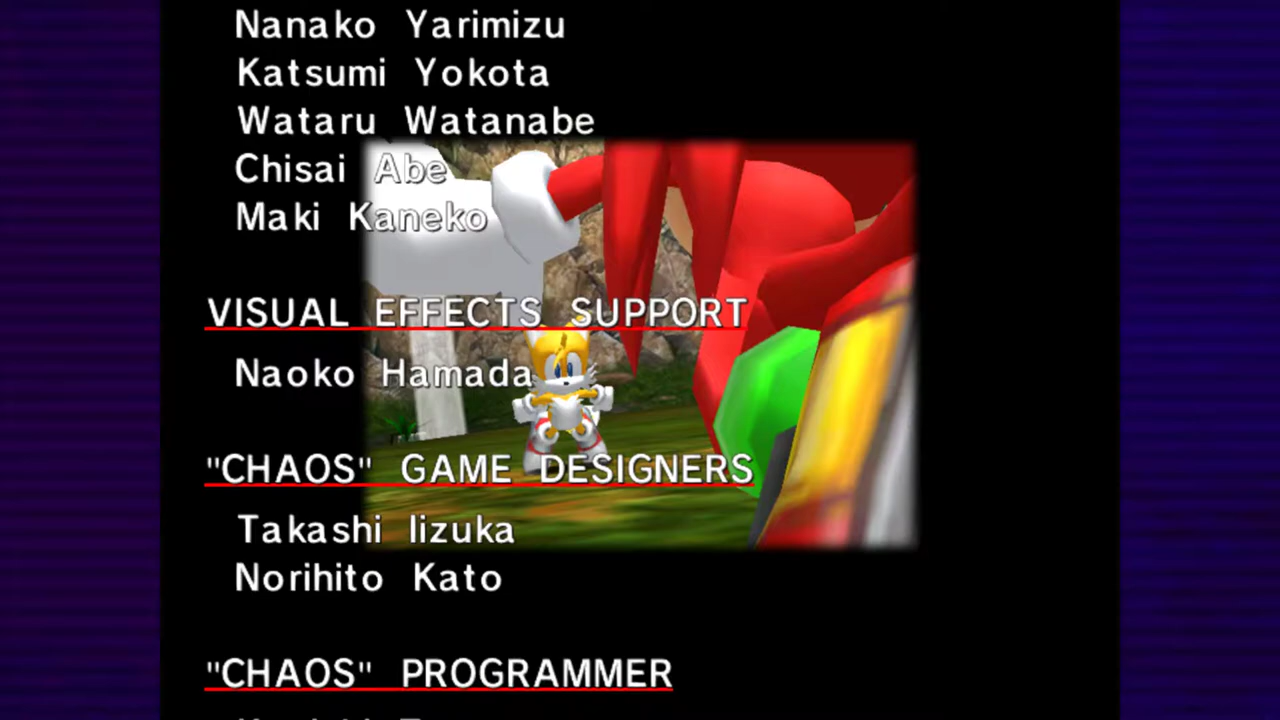 Nanako Yarimizu
Katsumi Yokota
Wataru Watanabe
Chisai Abe
Maki Kaneko
VISUAL EFFECTS SUPPORT
Naoko Hamada
"CHAOS" GAME DESIGNERS
Takashi Iizuka
Norihito Kato
"CHAOS" PROGRAMMER